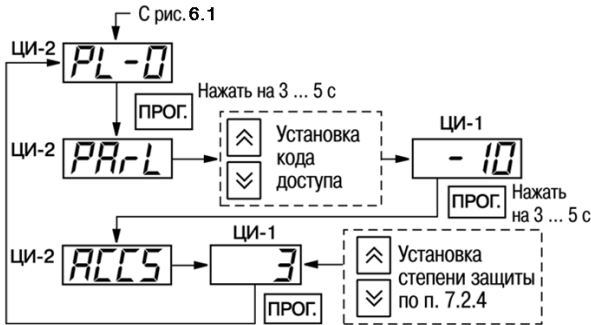 С рис. 6.1
ЦИ-2
PL-0
ПРОГ.
Нажать на 3 ... 5 с
ЦИ-2
PArL
Установка
кода
доступа
ЦИ-1
-10
ПРОГ.
Нажать
на 3 ... 5 с
ЦИ-2
ACCS
ЦИ-1
3
ПРОГ.
Установка
степени защиты
по п. 7.2.4